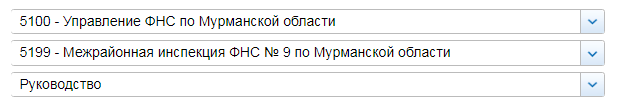 5100 - Управление ФНС по Мурманской области
5199 - Межрайонная инспекция ФНС № 9 по Мурманской области
Руководство